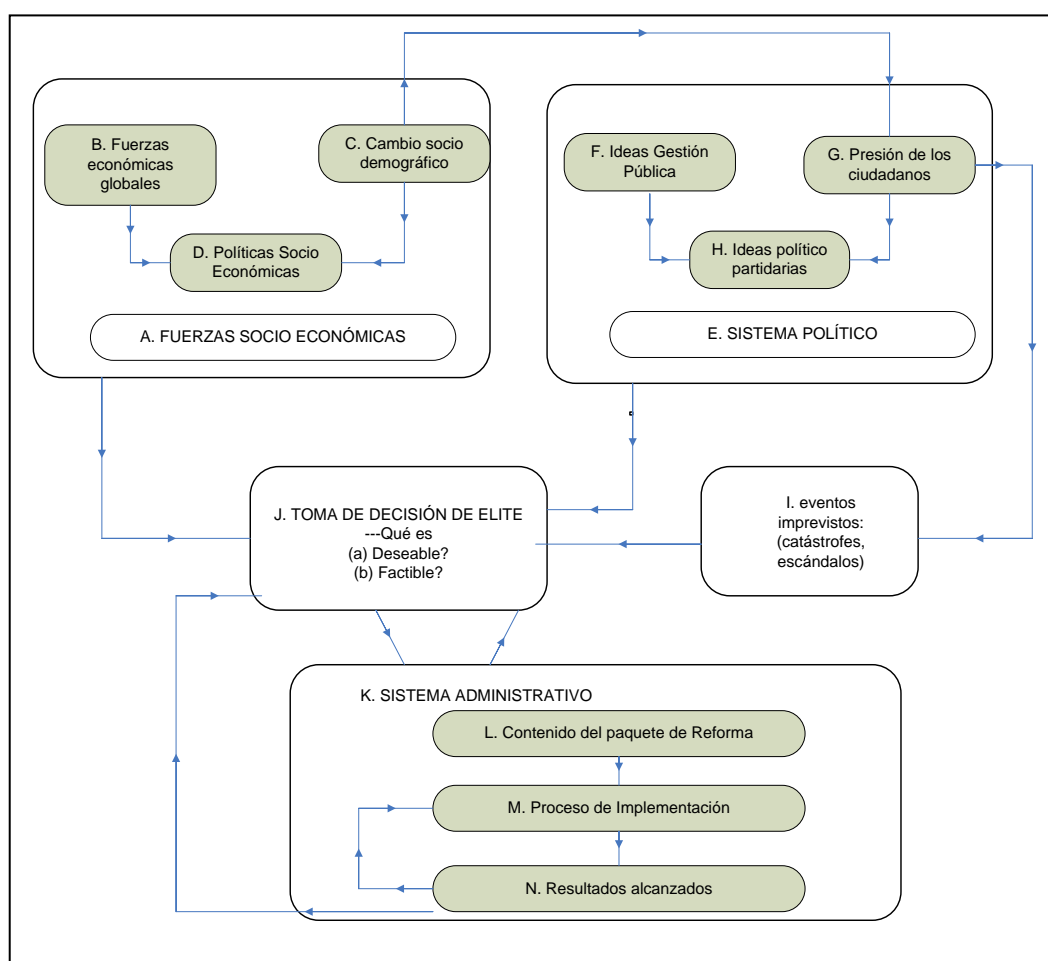 B. Fuerzas
económicas
globales
C. Cambio socio
demográfico
D. Políticas Socio
Económicas
A. FUERZAS SOCIO ECONÓMICAS
F. Ideas Gestión
Pública
G. Presión de los
ciudadanos
H. Ideas político
partidarias
E. SISTEMA POLÍTICO
J. TOMA DE DECISIÓN DE ELITE
---Qué es
(a) Deseable?
(b) Factible?
I. eventos
imprevistos:
(catástrofes,
escándalos)
K. SISTEMA ADMINISTRATIVO
L. Contenido del paquete de Reforma
M. Proceso de Implementación
N. Resultados alcanzados